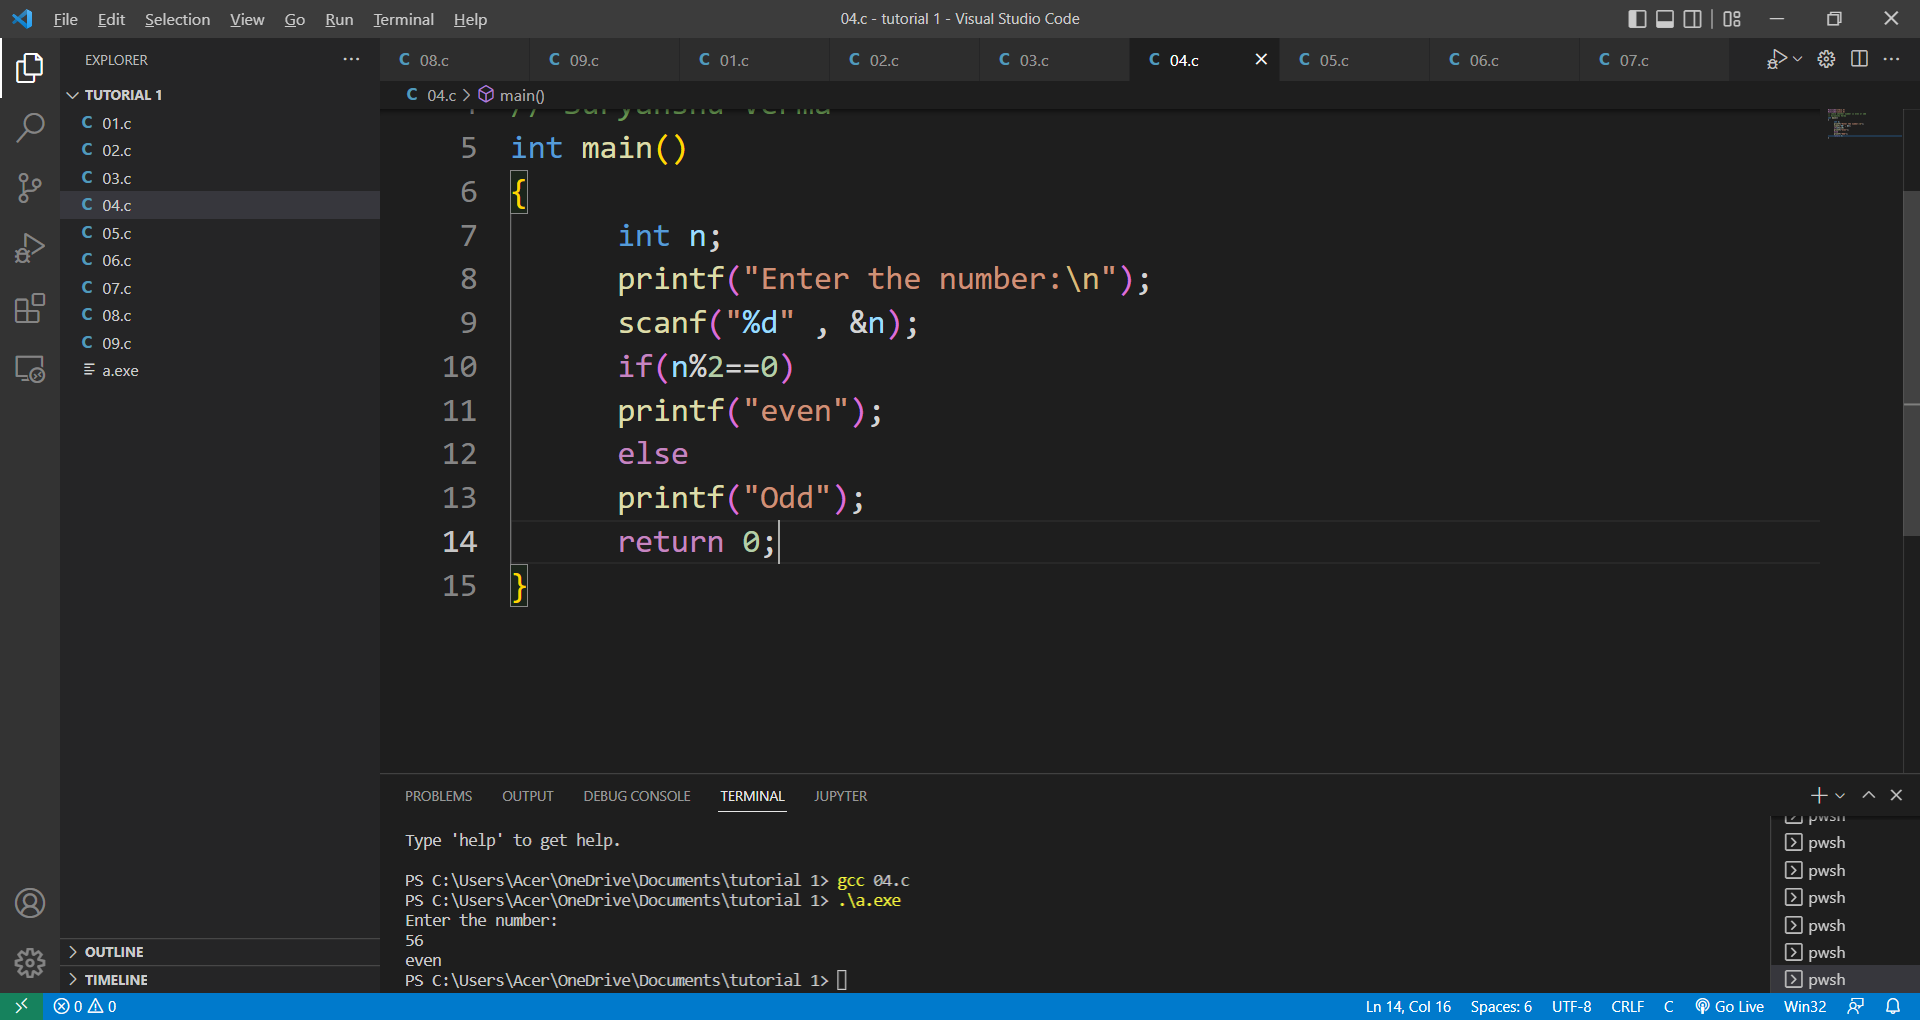 File Edit Selection View Go Run Terminal Help
04.c - tutorial 1 - Visual Studio Code
EXPLORER
TUTORIAL 1
C 01.c
C 02.c
C 03.c
C 04.c
C 05.c
C 06.c
C 07.c
C 08.c
C 09.c
a.exe
OUTLINE
TIMELINE
C 08.c C 09.c C 01.c C 02.c C 03.c C 04.c C 05.c C 06.c C 07.c
C 04.c > main()
// Suryanshu Verma
5 int main()
6 {
7 int n;
8 printf("Enter the number:\n");
9 scanf("%d" , &n);
10 if(n%2==0)
11 printf("even");
12 else
13 printf("Odd");
14 return 0;
15 }
PROBLEMS OUTPUT DEBUG CONSOLE TERMINAL JUPYTER
Type 'help' to get help.
PS C:\Users\Acer\OneDrive\Documents\tutorial 1> gcc 04.c
PS C:\Users\Acer\OneDrive\Documents\tutorial 1> .\a.exe
Enter the number:
56
even
PS C:\Users\Acer\OneDrive\Documents\tutorial 1>
pwsh
pwsh
pwsh
pwsh
pwsh
pwsh
pwsh
0 0
Ln 14, Col 16 Spaces: 6 UTF-8 CRLF C Go Live Win32